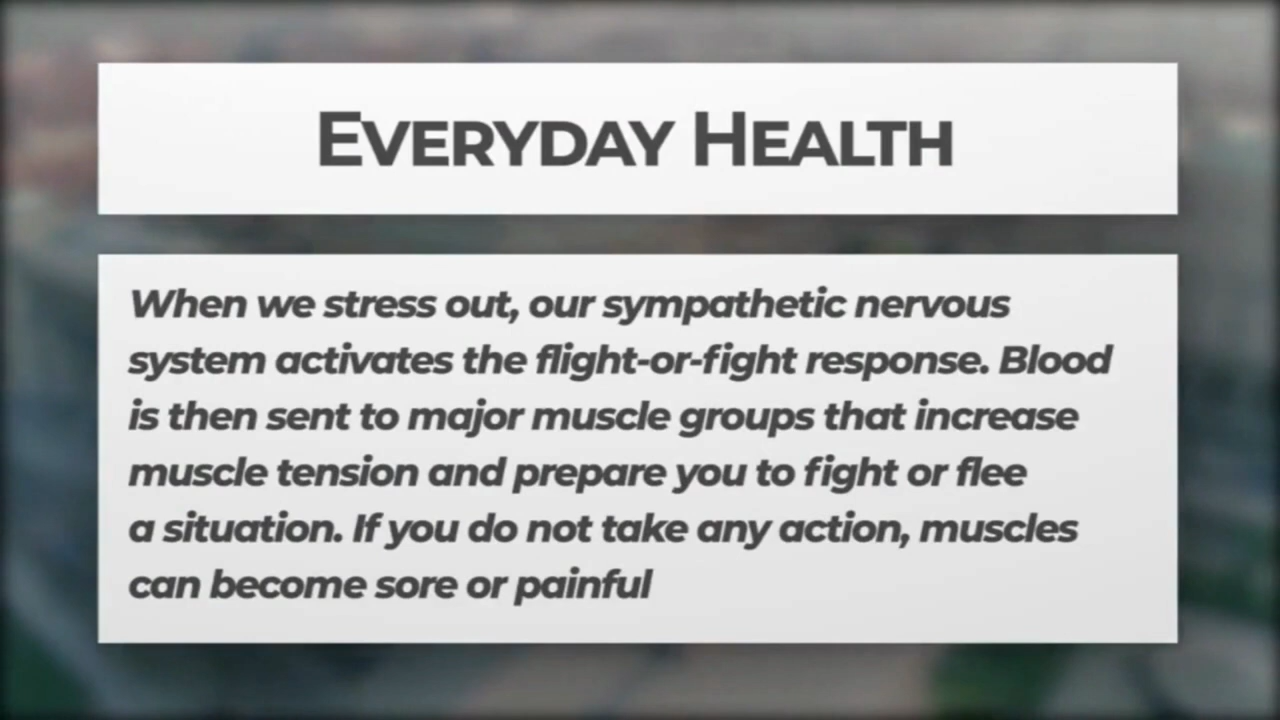 EVERYDAY HEALTH
When we stress out, our sympathetic nervous
system activates the flight-or-fight response. Blood
is then sent to major muscle groups that increase
muscle tension and prepare you to fight or flee
a situation. If you do not take any action, muscles
can become sore or painful